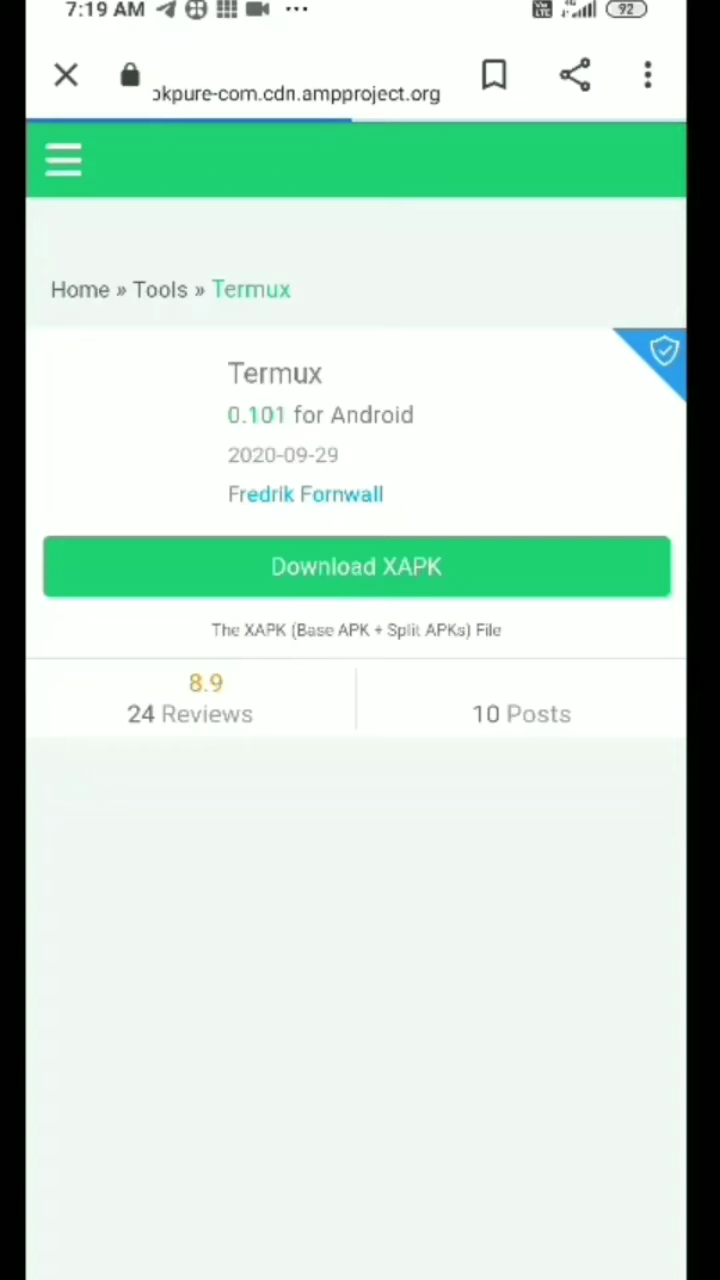 7:19 AM ... 92
okpure-com.cdn.ampproject.org
Home » Tools » Termux
Termux
0.101 for Android
2020-09-29
Fredrik Fornwall
Download XAPK
The XAPK (Base APK + Split APKs) File
8.9
24 Reviews
10 Posts